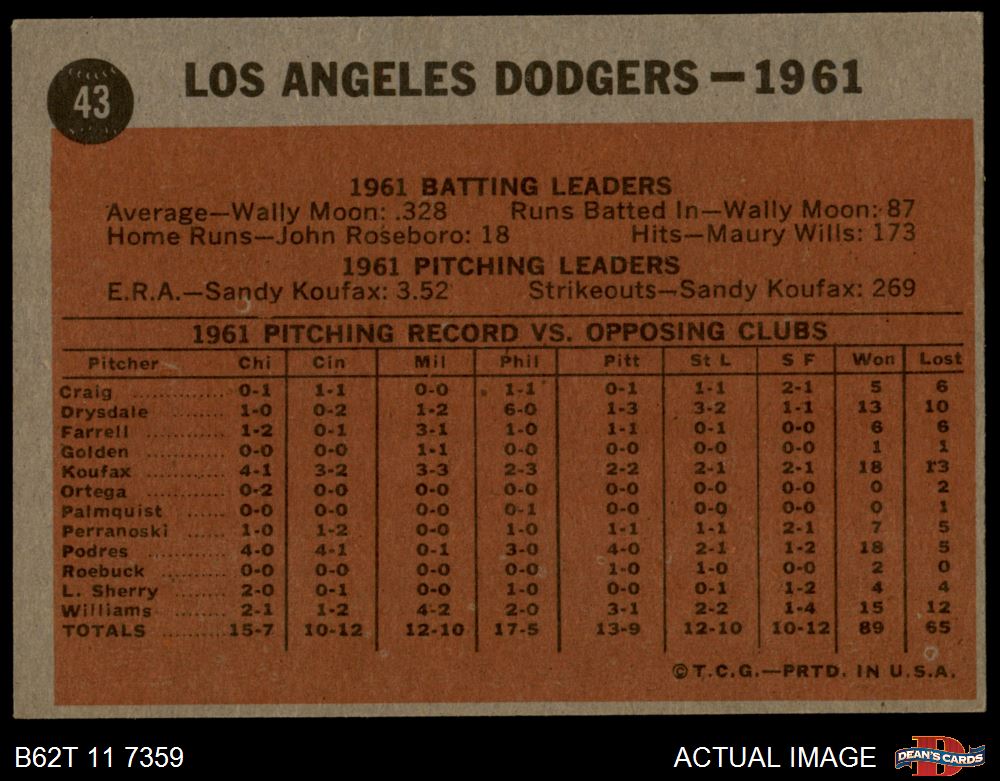 43
LOS ANGELES DODGERS — 1961
1961 BATTING LEADERS
Average—Wally Moon: .328 Runs Batted In—Wally Moon: 87
Home Runs—John Roseboro: 18 Hits—Maury Wills: 173
1961 PITCHING LEADERS
E.R.A.—Sandy Koufax: 3.52 Strikeouts—Sandy Koufax: 269
1961 PITCHING RECORD VS. OPPOSING CLUBS
Pitcher Chi Cin Mil Phil Pitt St L S F Won Lost
Craig ............ 0-1 1-1 0-0 1-1 0-1 1-1 2-1 5 6
Drysdale ............ 1-0 0-2 1-2 6-0 1-3 3-2 1-1 13 10
Farrell ............ 1-2 0-1 3-1 1-0 1-1 0-1 0-0 6 6
Golden ............ 0-0 0-0 1-1 0-0 0-0 0-0 0-0 1 1
Koufax ............ 4-1 3-2 3-3 2-3 2-2 2-1 2-1 18 13
Ortega ............ 0-2 0-0 0-0 0-0 0-0 0-0 0-0 0 2
Palmquist ......... 0-0 0-0 0-0 0-1 0-0 0-0 0-0 0 1
Perranoski ........ 1-0 1-2 0-0 1-0 1-1 1-1 2-1 7 5
Podres ............ 4-0 4-1 0-1 3-0 4-0 2-1 1-2 18 5
Roebuck ............ 0-0 0-0 0-0 0-0 1-0 1-0 0-0 2 0
L. Sherry ......... 2-0 0-1 0-0 1-0 0-0 0-1 1-2 4 4
Williams ......... 2-1 1-2 4-2 2-0 3-1 2-2 1-4 15 12
TOTALS ............ 15-7 10-12 12-10 17-5 13-9 12-10 10-12 89 65
©T.C.G.—PRTD. IN U.S.A.
B62T 11 7359 ACTUAL IMAGE DEAN'S CARDS